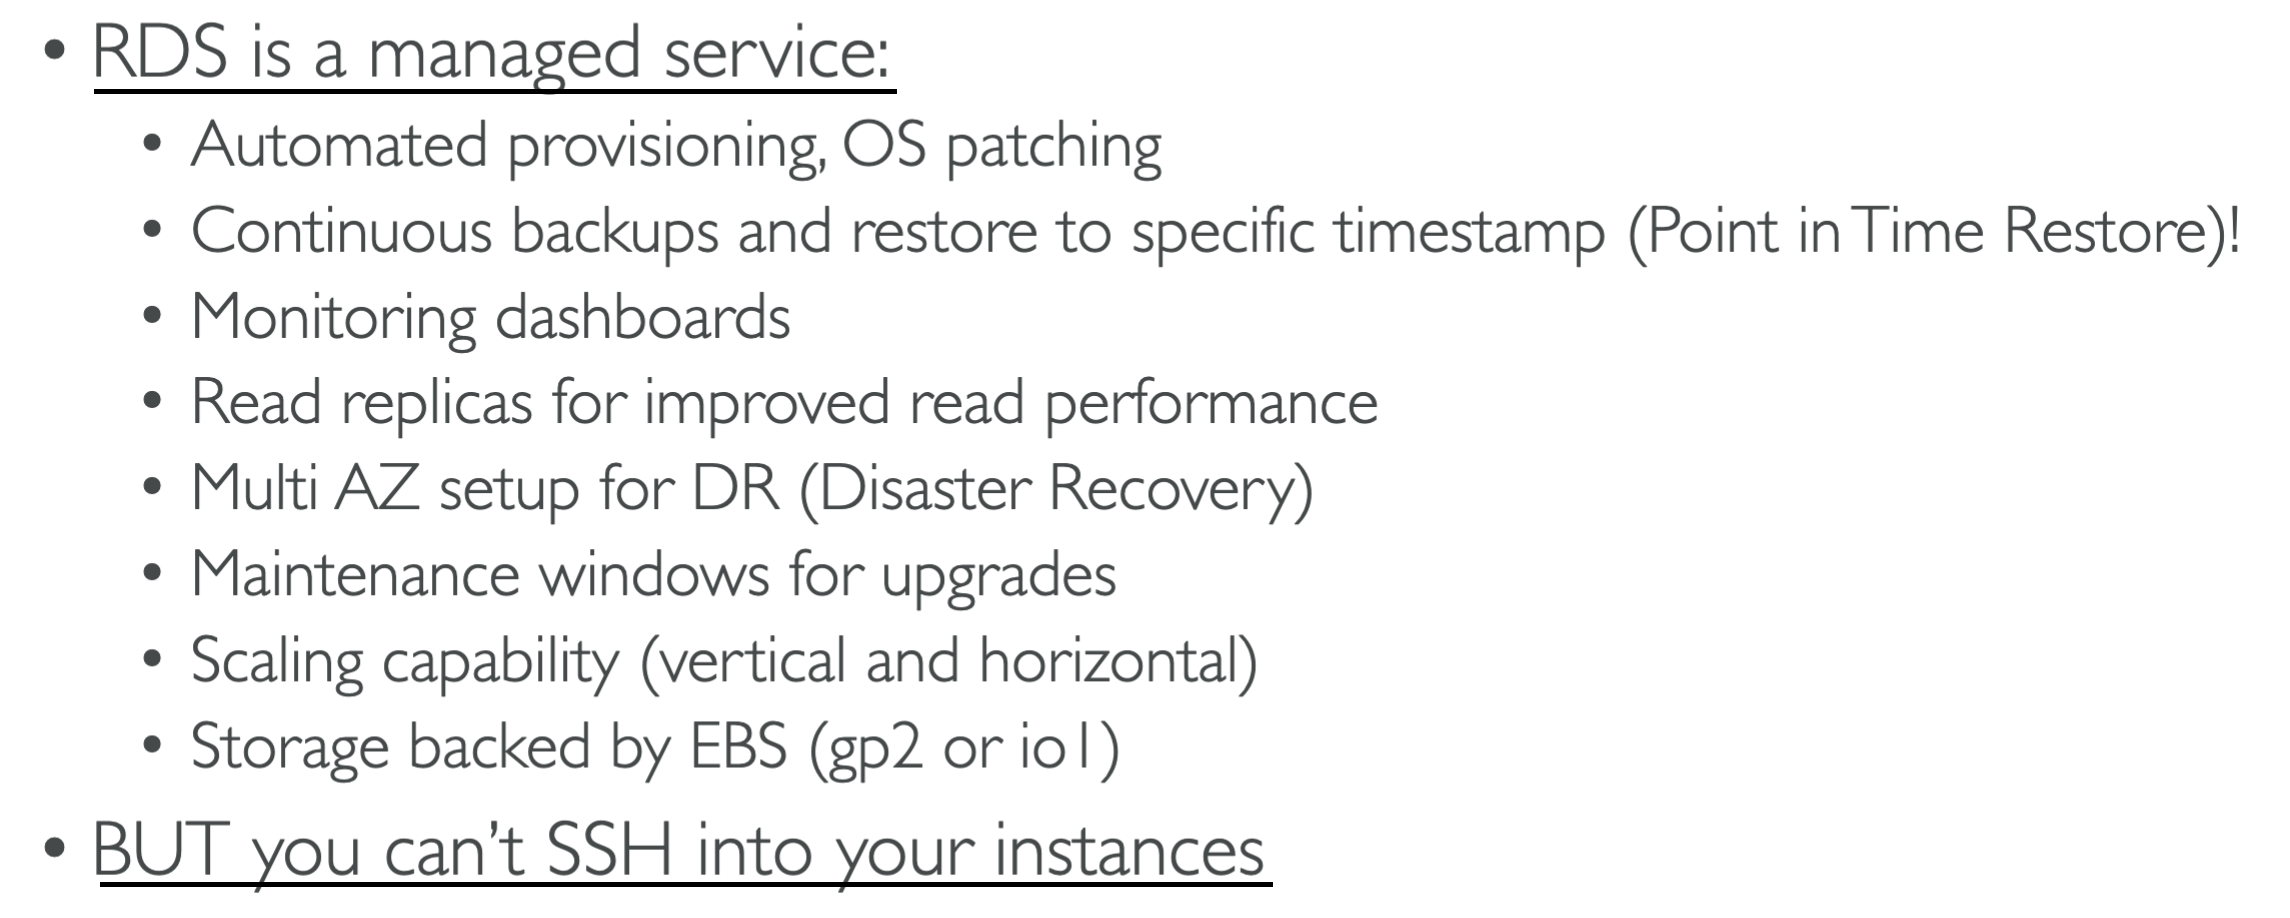 • RDS is a managed service:
• Automated provisioning, OS patching
• Continuous backups and restore to specific timestamp (Point in Time Restore)!
• Monitoring dashboards
• Read replicas for improved read performance
• Multi AZ setup for DR (Disaster Recovery)
• Maintenance windows for upgrades
• Scaling capability (vertical and horizontal)
• Storage backed by EBS (gp2 or io1)
• BUT you can’t SSH into your instances